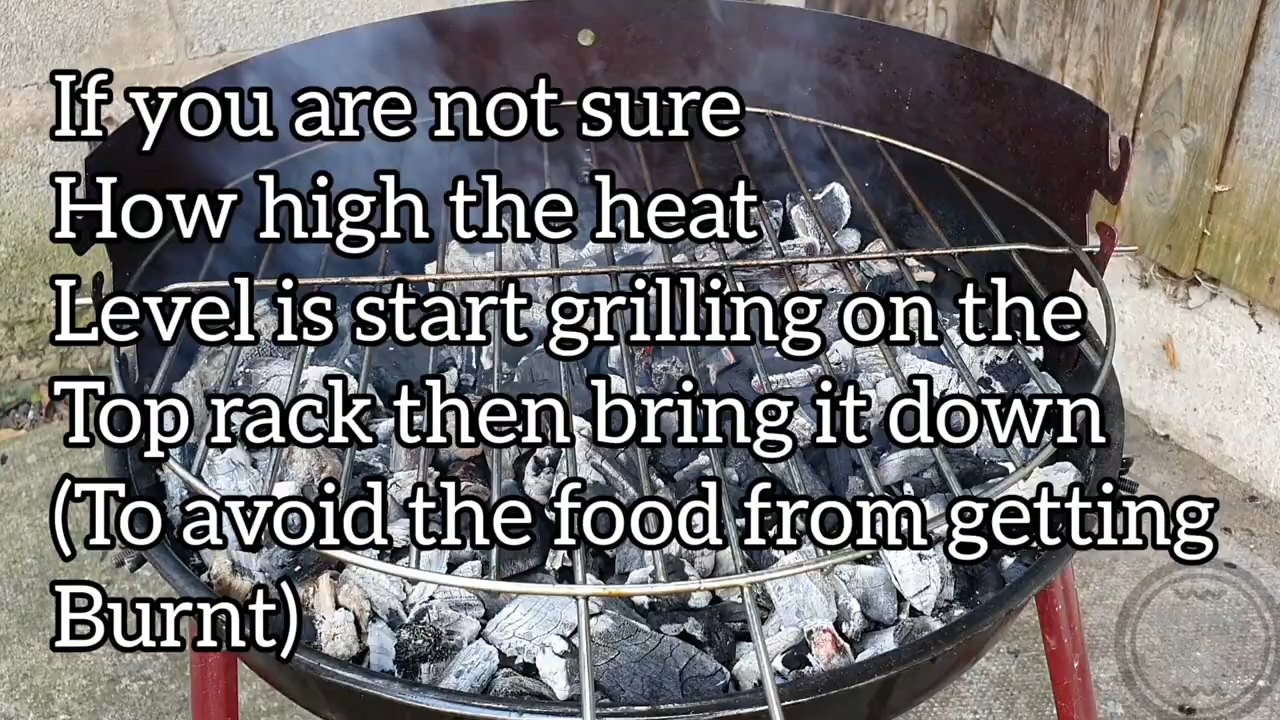 If you are not sure
How high the heat
Level is start grilling on the
Top rack then bring it down
(To avoid the food from getting
Burnt)